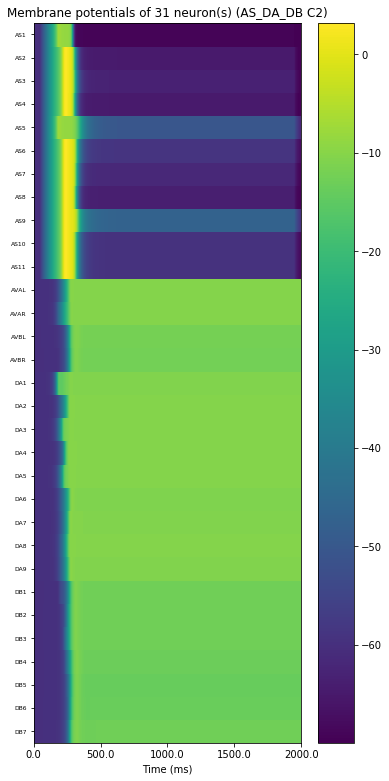 Membrane potentials of 31 neuron(s) (AS_DA_DB C2)
AS1
AS2
AS3
AS4
AS5
AS6
AS7
AS8
AS9
AS10
AS11
AVAL
AVAR
AVBL
AVBR
DA1
DA2
DA3
DA4
DA5
DA6
DA7
DA8
DA9
DB1
DB2
DB3
DB4
DB5
DB6
DB7
0.0 500.0 1000.0 1500.0 2000.0
Time (ms)
0
−10
−20
−30
−40
−50
−60